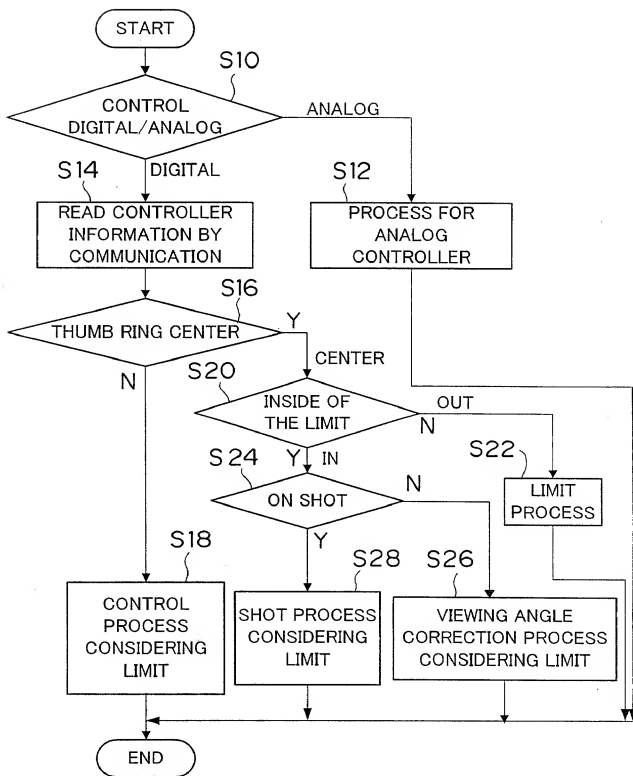 START
S10
CONTROL
DIGITAL/ANALOG
ANALOG
DIGITAL
S14
READ CONTROLLER
INFORMATION BY
COMMUNICATION
S12
PROCESS FOR
ANALOG
CONTROLLER
S16
THUMB RING CENTER
Y
N
CENTER
S20
INSIDE OF
THE LIMIT
OUT
N
Y IN
S22
LIMIT
PROCESS
S24
ON SHOT
N
Y
S18
CONTROL
PROCESS
CONSIDERING
LIMIT
S28
SHOT PROCESS
CONSIDERING
LIMIT
S26
VIEWING ANGLE
CORRECTION PROCESS
CONSIDERING LIMIT
END